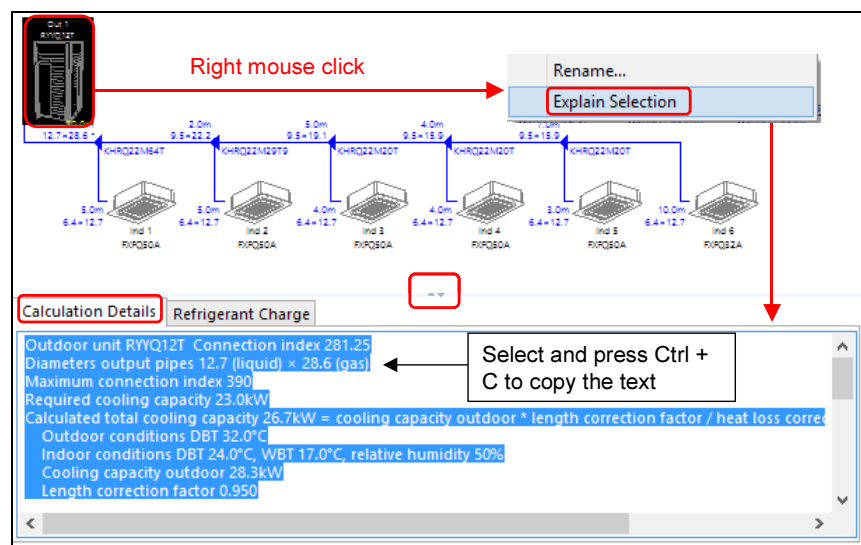 Out 1
RYYQ12T
Right mouse click
Rename...
Explain Selection
12.7×28.6 *
2.0m
9.5×22.2
5.0m
9.5×19.1
4.0m
9.5×15.9
7.0m
9.5×15.9
KHRQ22M64T
KHRQ22M29T9
KHRQ22M20T
KHRQ22M20T
KHRQ22M20T
5.0m
6.4×12.7
5.0m
6.4×12.7
4.0m
6.4×12.7
4.0m
6.4×12.7
3.0m
6.4×12.7
10.0m
6.4×12.7
Ind 1
FXFQ50A
Ind 2
FXFQ50A
Ind 3
FXFQ50A
Ind 4
FXFQ50A
Ind 5
FXFQ50A
Ind 6
FXFQ32A
Calculation Details
Refrigerant Charge
Outdoor unit RYYQ12T Connection index 281.25
Diameters output pipes 12.7 (liquid) × 28.6 (gas)
Maximum connection index 390
Required cooling capacity 23.0kW
Calculated total cooling capacity 26.7kW = cooling capacity outdoor * length correction factor / heat loss correc
Outdoor conditions DBT 32.0°C
Indoor conditions DBT 24.0°C, WBT 17.0°C, relative humidity 50%
Cooling capacity outdoor 28.3kW
Length correction factor 0.950
Select and press Ctrl +
C to copy the text